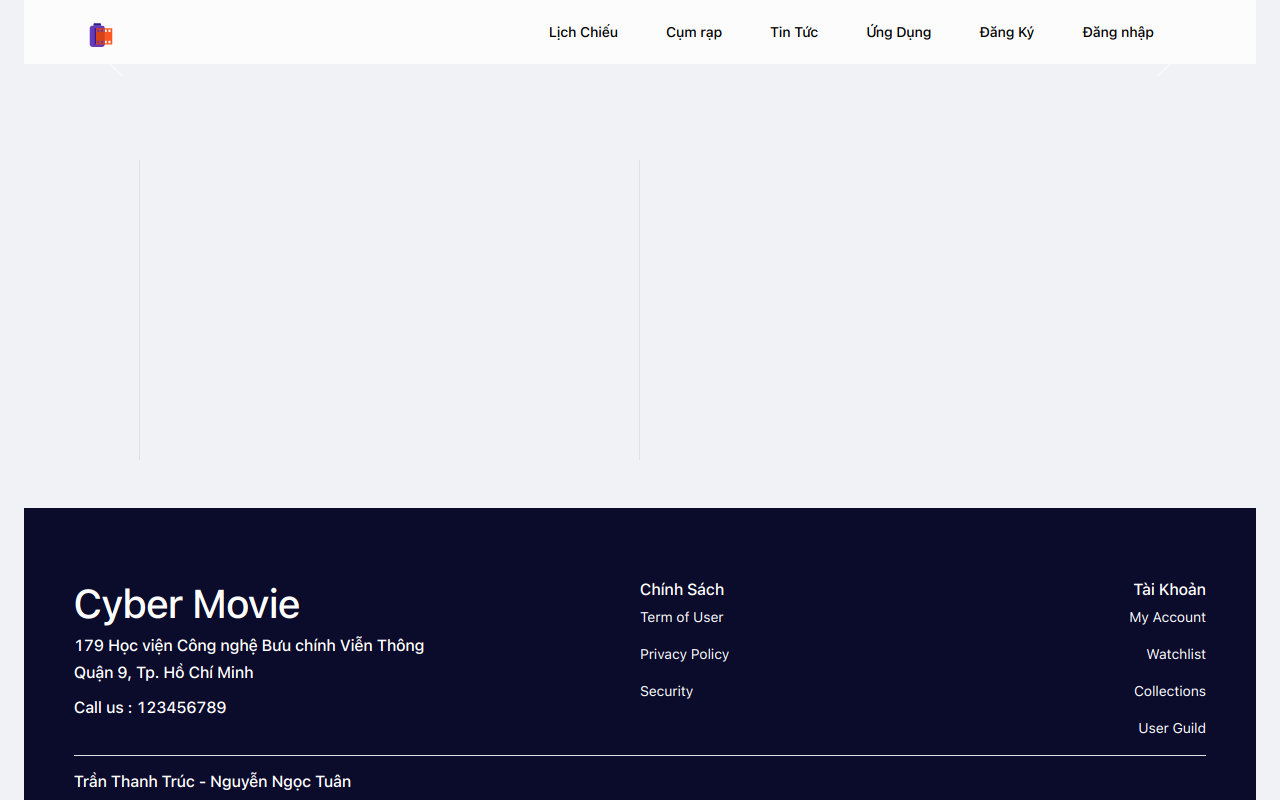 Lịch Chiếu
Cụm rạp
Tin Tức
Ứng Dụng
Đăng Ký
Đăng nhập
Cyber Movie
179 Học viện Công nghệ Bưu chính Viễn Thông
Quận 9, Tp. Hồ Chí Minh
Call us : 123456789
Chính Sách
Term of User
Privacy Policy
Security
Tài Khoản
My Account
Watchlist
Collections
User Guild
Trần Thanh Trúc - Nguyễn Ngọc Tuân